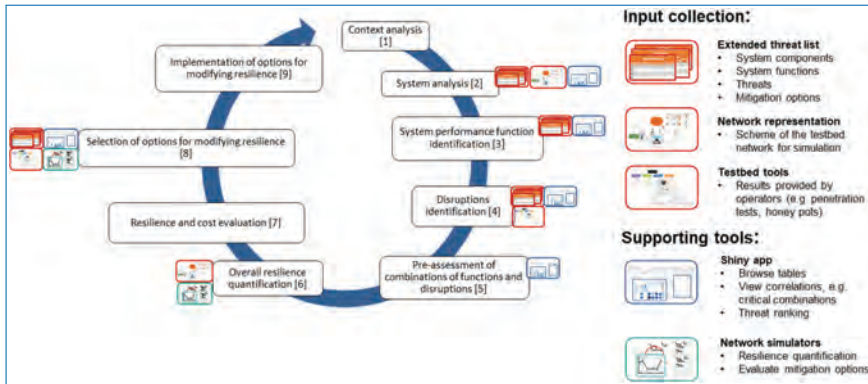 Context analysis
[1]
System analysis [2]
System performance function
identification [3]
Disruptions
identification [4]
Pre-assessment of
combinations of functions and
disruptions [5]
Overall resilience
quantification [6]
Resilience and cost evaluation [7]
Selection of options for modifying resilience
[8]
Implementation of options for
modifying resilience [9]
Input collection:
Extended threat list
• System components
• System functions
• Threats
• Mitigation options
Network representation
• Scheme of the testbed
network for simulation
Testbed tools
• Results provided by
operators (e.g. penetration
tests, honey pots)
Supporting tools:
Shiny app
• Browse tables
• View correlations, e.g.
critical combinations
• Threat ranking
Network simulators
• Resilience quantification
• Evaluate mitigation options